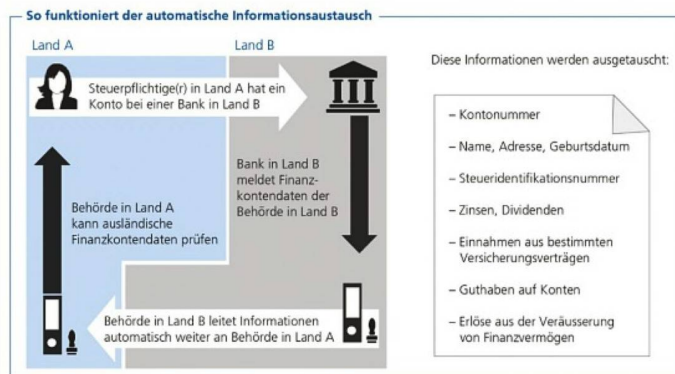 So funktioniert der automatische Informationsaustausch
Land A
Land B
Steuerpflichtige(r) in Land A hat ein
Konto bei einer Bank in Land B
Bank in Land B
meldet Finanz-
kontendaten der
Behörde in Land B
Behörde in Land A
kann ausländische
Finanzkontendaten prüfen
Behörde in Land B leitet Informationen
automatisch weiter an Behörde in Land A
Diese Informationen werden ausgetauscht:
– Kontonummer
– Name, Adresse, Geburtsdatum
– Steueridentifikationsnummer
– Zinsen, Dividenden
– Einnahmen aus bestimmten
Versicherungsverträgen
– Guthaben auf Konten
– Erlöse aus der Veräusserung
von Finanzvermögen